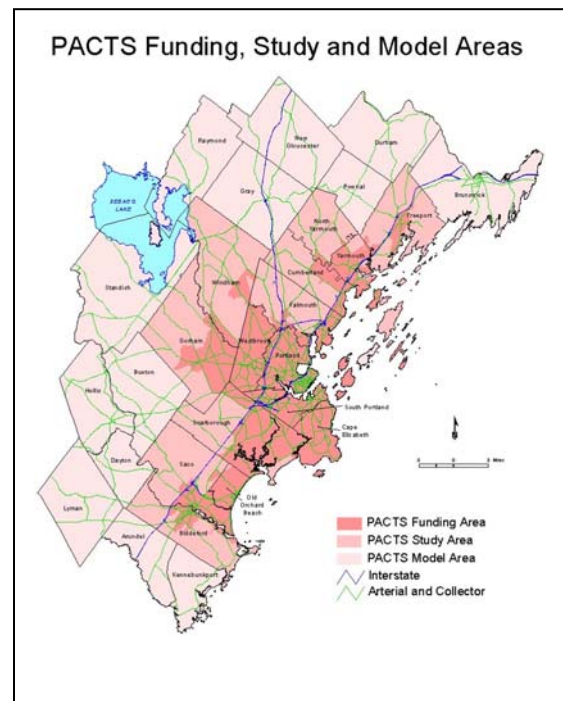 PACTS Funding, Study and Model Areas
Raymond
New
Gloucester
Durham
Gray
Pownal
Brunswick
SEBAGO
LAKE
North
Yarmouth
Freeport
Yarmouth
Cumberland
Standish
Windham
Falmouth
Gorham
Westbrook
Portland
Buxton
Hollis
South Portland
Cape
Elizabeth
Scarborough
Dayton
Saco
Old
Orchard
Beach
Lyman
Arundel
Biddeford
Kennebunkport
N
PACTS Funding Area
PACTS Study Area
PACTS Model Area
Interstate
Arterial and Collector